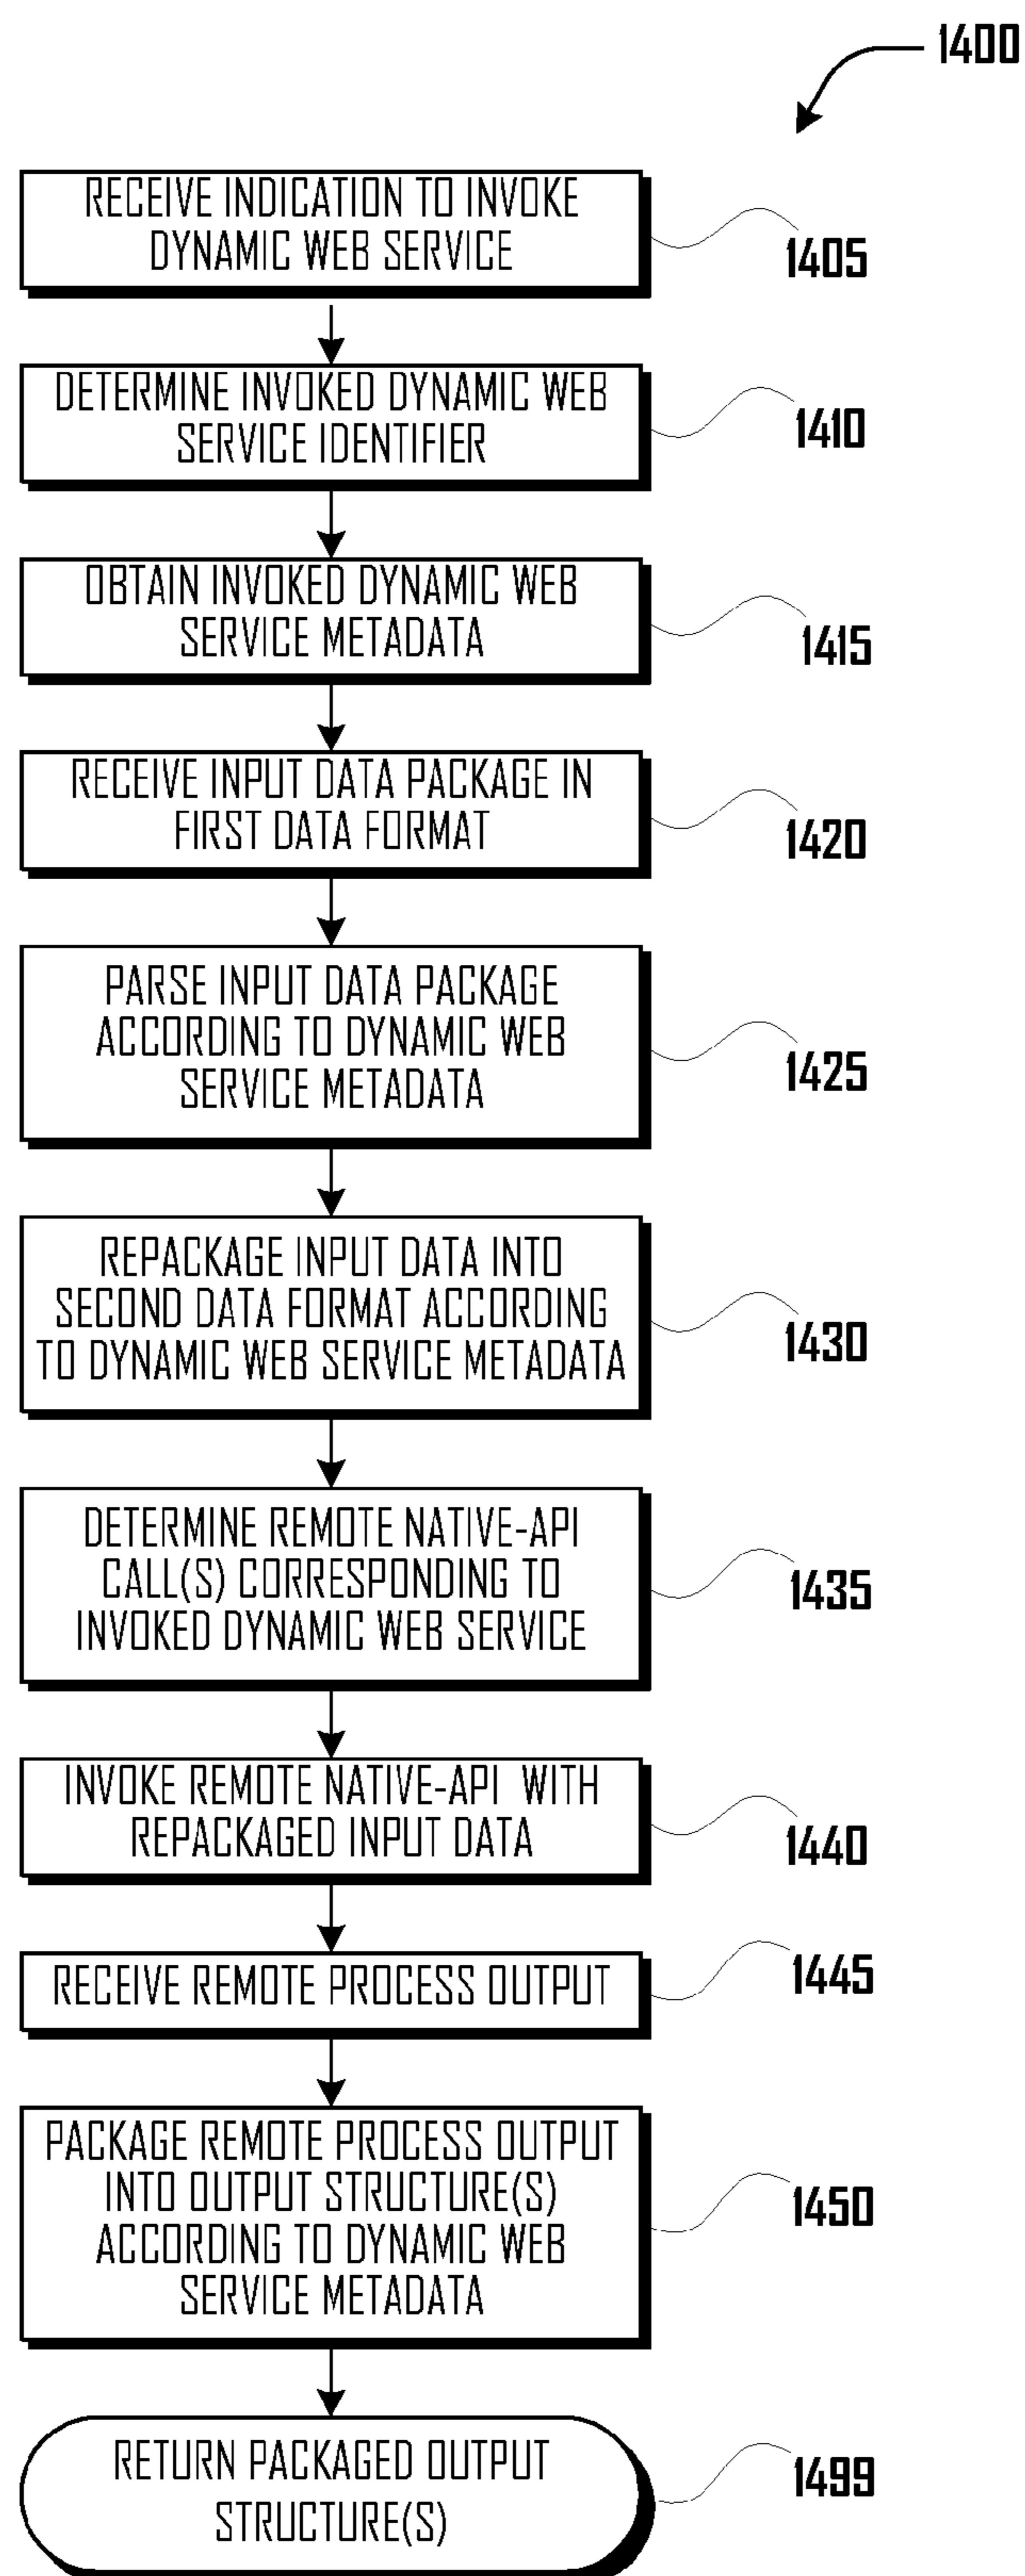 1400
RECEIVE INDICATION TO INVOKE
DYNAMIC WEB SERVICE
1405
DETERMINE INVOKED DYNAMIC WEB
SERVICE IDENTIFIER
1410
OBTAIN INVOKED DYNAMIC WEB
SERVICE METADATA
1415
RECEIVE INPUT DATA PACKAGE IN
FIRST DATA FORMAT
1420
PARSE INPUT DATA PACKAGE
ACCORDING TO DYNAMIC WEB
SERVICE METADATA
1425
REPACKAGE INPUT DATA INTO
SECOND DATA FORMAT ACCORDING
TO DYNAMIC WEB SERVICE METADATA
1430
DETERMINE REMOTE NATIVE-API
CALL(S) CORRESPONDING TO
INVOKED DYNAMIC WEB SERVICE
1435
INVOKE REMOTE NATIVE-API WITH
REPACKAGED INPUT DATA
1440
RECEIVE REMOTE PROCESS OUTPUT
1445
PACKAGE REMOTE PROCESS OUTPUT
INTO OUTPUT STRUCTURE(S)
ACCORDING TO DYNAMIC WEB
SERVICE METADATA
1450
RETURN PACKAGED OUTPUT
STRUCTURE(S)
1499